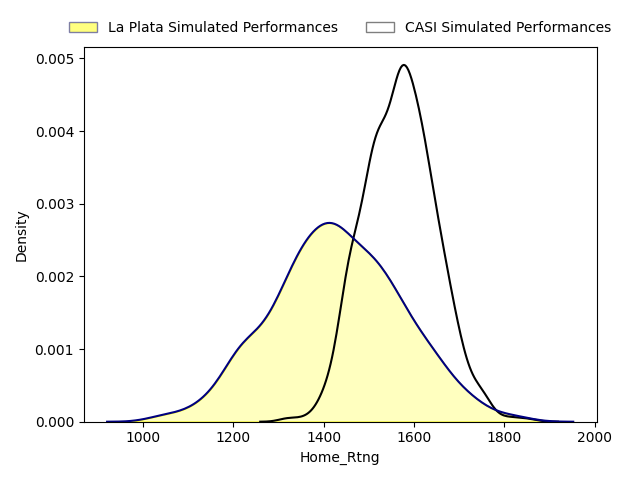 La Plata Simulated Performances
CASI Simulated Performances
0.005
0.004
0.003
0.002
0.001
0.000
Density
1000 1200 1400 1600 1800 2000
Home_Rtng